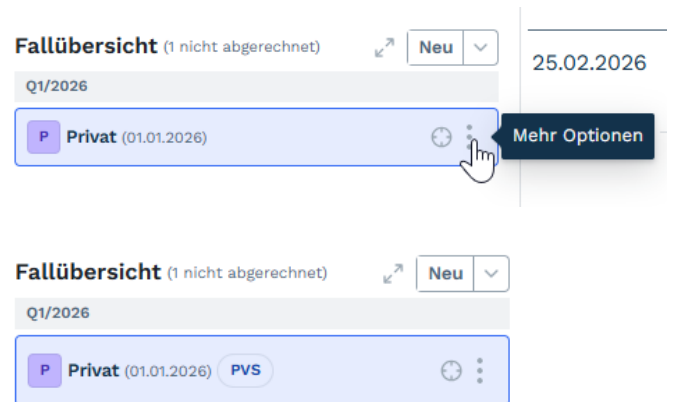 Fallübersicht (1 nicht abgerechnet) Neu
25.02.2026
Q1/2026
P Privat (01.01.2026)
Mehr Optionen
Fallübersicht (1 nicht abgerechnet) Neu
Q1/2026
P Privat (01.01.2026) PVS